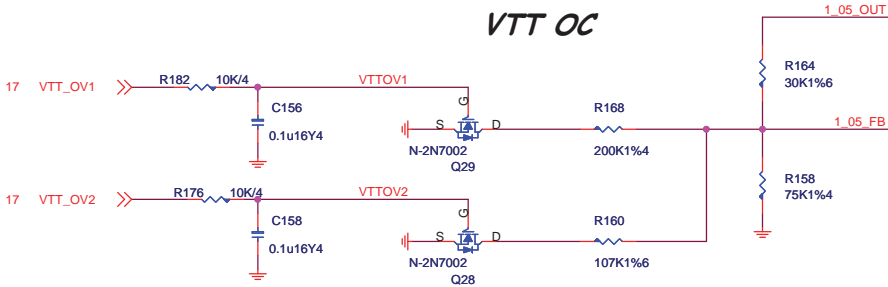 VTT OC
1_05_OUT
17 VTT_OV1 R182 10K/4 VTTOV1
C156
0.1u16Y4
G
S D
N-2N7002
Q29
R168
200K1%4
R164
30K1%6
1_05_FB
R158
75K1%4
17 VTT_OV2 R176 10K/4 VTTOV2
C158
0.1u16Y4
G
S D
N-2N7002
Q28
R160
107K1%6